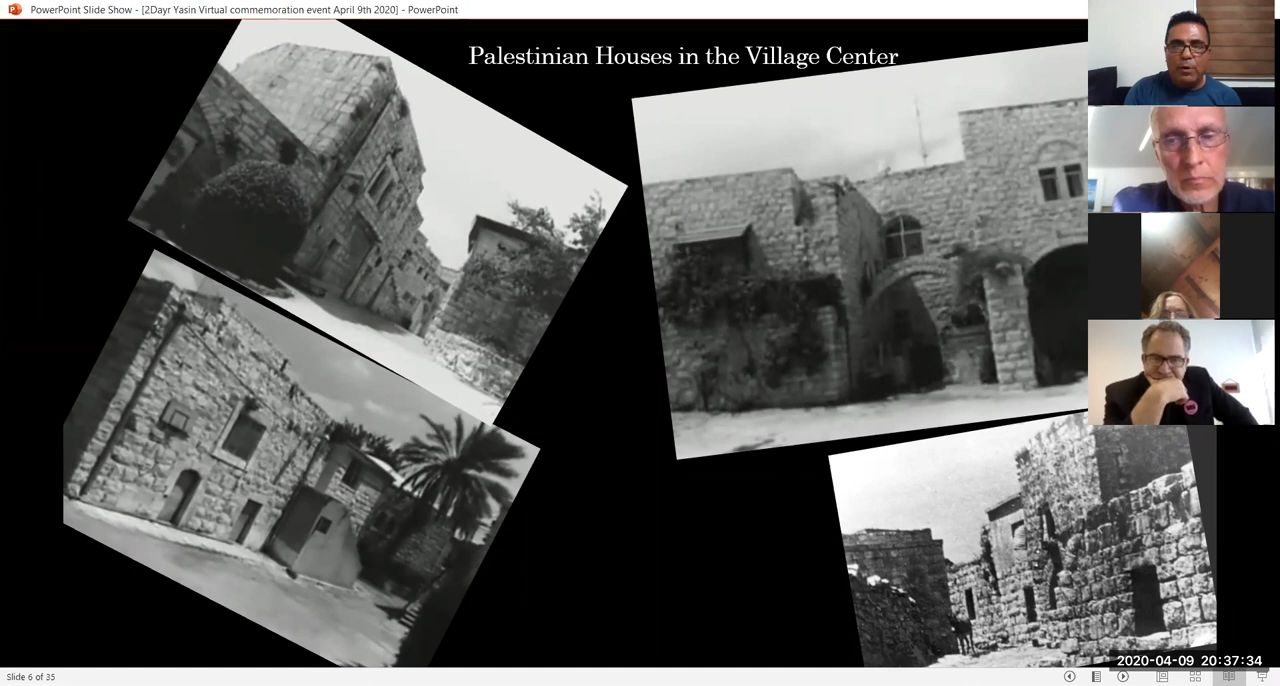 PowerPoint Slide Show - [2Dayr Yasin Virtual commemoration event April 9th 2020] - PowerPoint
Palestinian Houses in the Village Center
2020-04-09 20:37:34
Slide 6 of 35